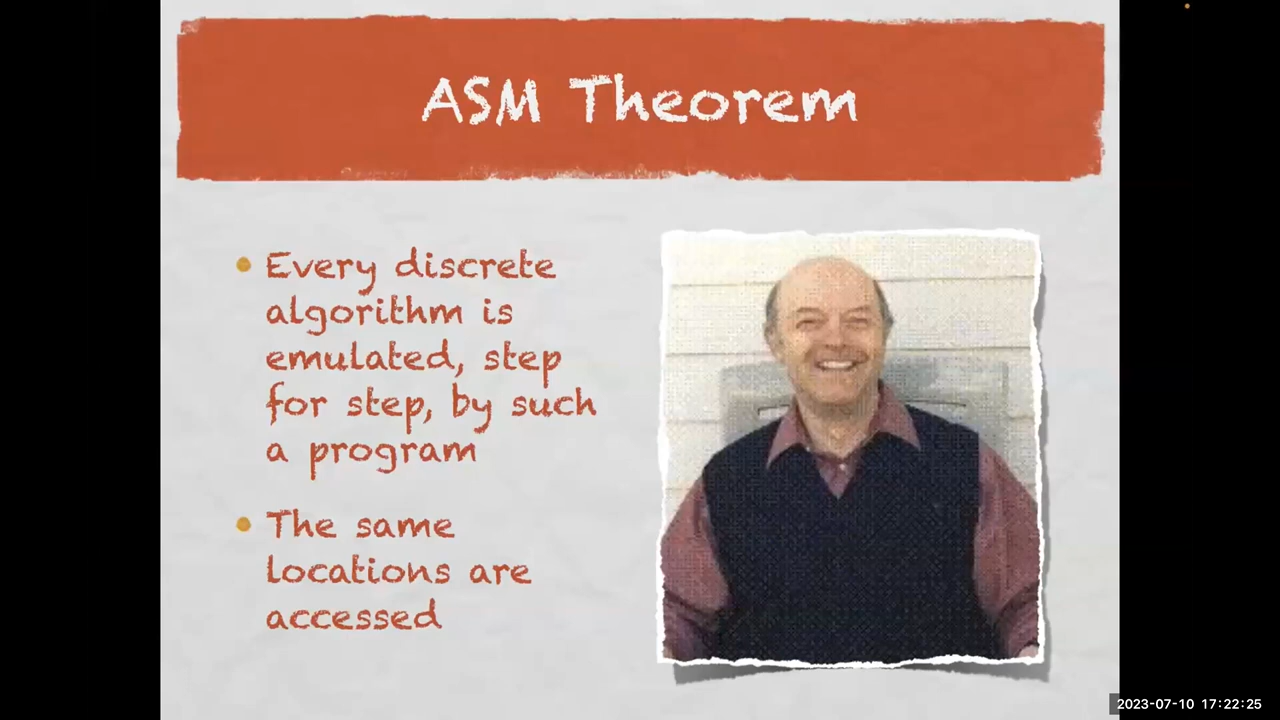 ASM Theorem
• Every discrete
algorithm is
emulated, step
for step, by such
a program
• The same
locations are
accessed
2023-07-10 17:22:25